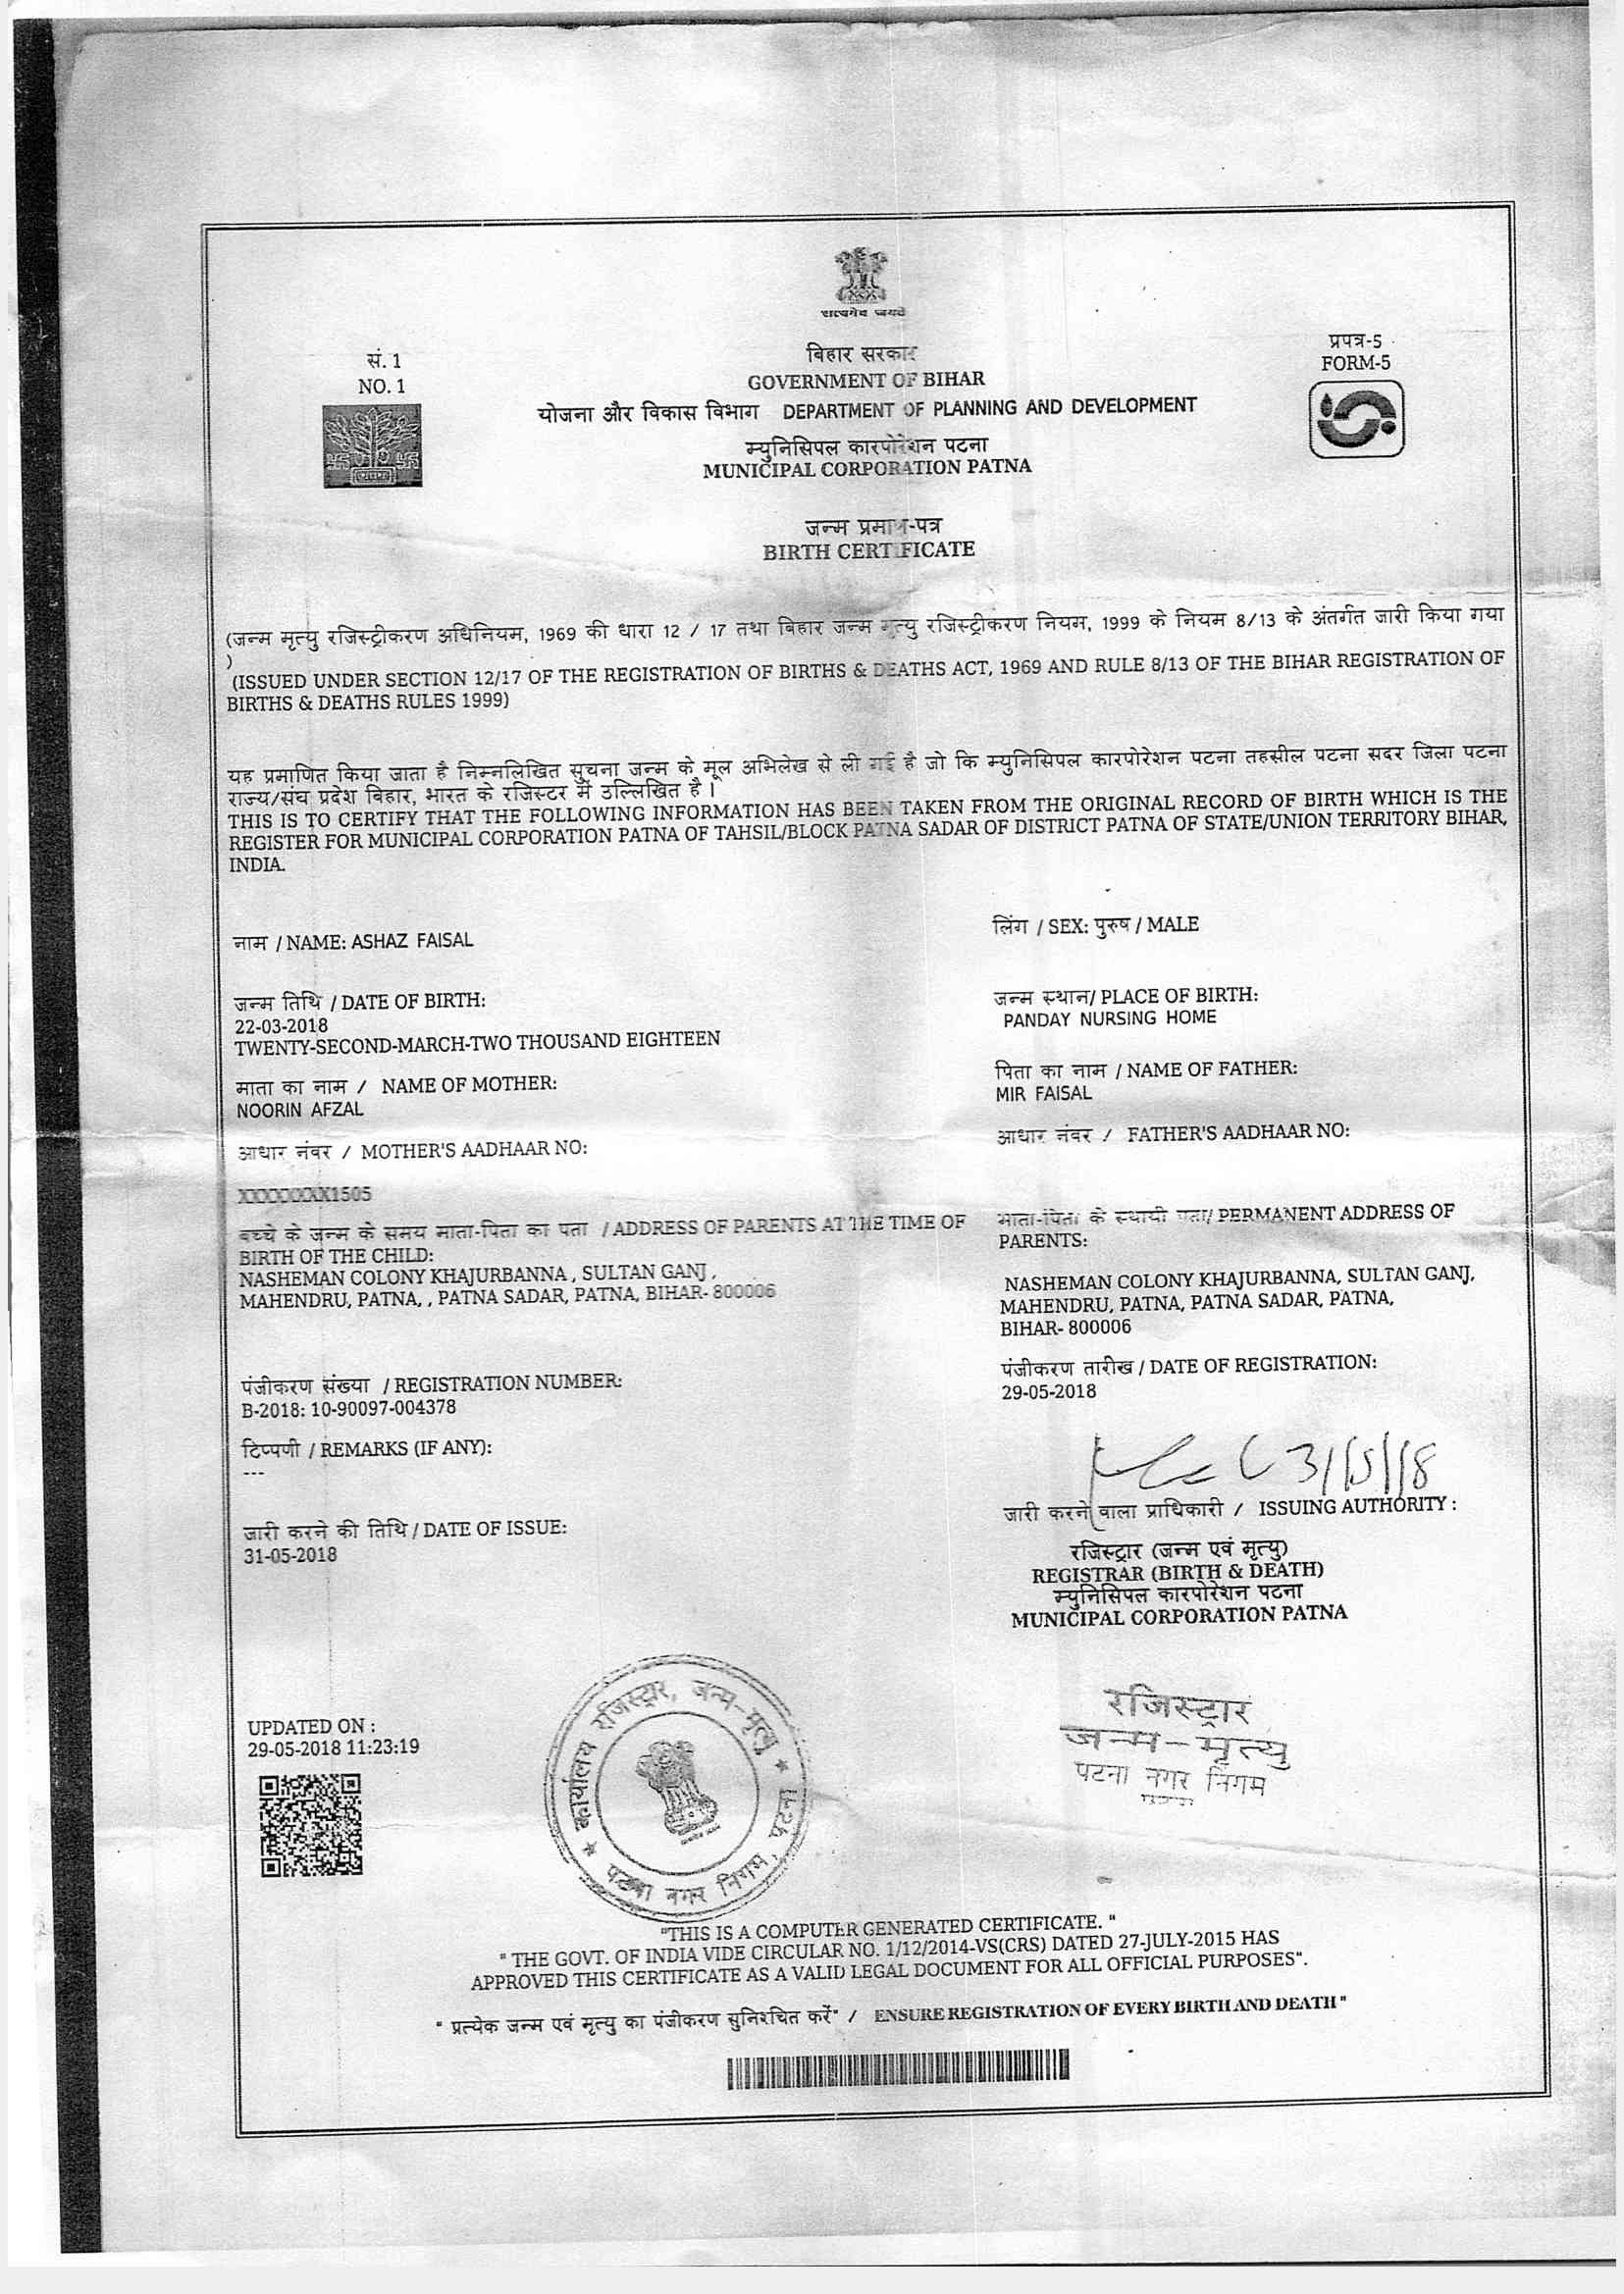 सत्यमेव जयते
सं. 1
NO. 1
प्रपत्र-5
FORM-5
बिहार सरकार
GOVERNMENT OF BIHAR
योजना और विकास विभाग DEPARTMENT OF PLANNING AND DEVELOPMENT
म्युनिसिपल कारपोरेशन पटना
MUNICIPAL CORPORATION PATNA
जन्म प्रमाण-पत्र
BIRTH CERTIFICATE
(जन्म मृत्यु रजिस्ट्रीकरण अधिनियम, 1969 की धारा 12 / 17 तथा बिहार जन्म मृत्यु रजिस्ट्रीकरण नियम, 1999 के नियम 8/13 के अंतर्गत जारी किया गया
)
(ISSUED UNDER SECTION 12/17 OF THE REGISTRATION OF BIRTHS & DEATHS ACT, 1969 AND RULE 8/13 OF THE BIHAR REGISTRATION OF
BIRTHS & DEATHS RULES 1999)
यह प्रमाणित किया जाता है निम्नलिखित सुचना जन्म के मूल अभिलेख से ली गई है जो कि म्युनिसिपल कारपोरेशन पटना तहसील पटना सदर जिला पटना
राज्य/संघ प्रदेश बिहार, भारत के रजिस्टर में उल्लिखित है।
THIS IS TO CERTIFY THAT THE FOLLOWING INFORMATION HAS BEEN TAKEN FROM THE ORIGINAL RECORD OF BIRTH WHICH IS THE
REGISTER FOR MUNICIPAL CORPORATION PATNA OF TAHSIL/BLOCK PATNA SADAR OF DISTRICT PATNA OF STATE/UNION TERRITORY BIHAR,
INDIA.
नाम / NAME: ASHAZ FAISAL
लिंग / SEX: पुरुष / MALE
जन्म तिथि / DATE OF BIRTH:
22-03-2018
TWENTY-SECOND-MARCH-TWO THOUSAND EIGHTEEN
जन्म स्थान/ PLACE OF BIRTH:
PANDAY NURSING HOME
माता का नाम / NAME OF MOTHER:
NOORIN AFZAL
पिता का नाम / NAME OF FATHER:
MIR FAISAL
आधार नंबर / MOTHER'S AADHAAR NO:
XXXXXXXX1505
आधार नंबर / FATHER'S AADHAAR NO:
बच्चे के जन्म के समय माता-पिता का पता / ADDRESS OF PARENTS AT THE TIME OF
BIRTH OF THE CHILD:
NASHEMAN COLONY KHAJURBANNA , SULTAN GANJ ,
MAHENDRU, PATNA, , PATNA SADAR, PATNA, BIHAR- 800006
माता-पिता के स्थायी पता/ PERMANENT ADDRESS OF
PARENTS:
NASHEMAN COLONY KHAJURBANNA, SULTAN GANJ,
MAHENDRU, PATNA, PATNA SADAR, PATNA,
BIHAR- 800006
पंजीकरण संख्या / REGISTRATION NUMBER:
B-2018: 10-90097-004378
पंजीकरण तारीख / DATE OF REGISTRATION:
29-05-2018
टिप्पणी / REMARKS (IF ANY):
---
31/5/18
जारी करने की तिथि / DATE OF ISSUE:
31-05-2018
जारी करने वाला प्राधिकारी / ISSUING AUTHORITY :
रजिस्ट्रार (जन्म एवं मृत्यु)
REGISTRAR (BIRTH & DEATH)
म्युनिसिपल कारपोरेशन पटना
MUNICIPAL CORPORATION PATNA
UPDATED ON :
29-05-2018 11:23:19
कार्यालय रजिस्ट्रार, जन्म-मृत्यु
पटना नगर निगम, पटना
रजिस्ट्रार
जन्म-मृत्यु
पटना नगर निगम
"THIS IS A COMPUTER GENERATED CERTIFICATE. "
" THE GOVT. OF INDIA VIDE CIRCULAR NO. 1/12/2014-VS(CRS) DATED 27-JULY-2015 HAS
APPROVED THIS CERTIFICATE AS A VALID LEGAL DOCUMENT FOR ALL OFFICIAL PURPOSES".
" प्रत्येक जन्म एवं मृत्यु का पंजीकरण सुनिश्चित करें" / ENSURE REGISTRATION OF EVERY BIRTH AND DEATH "